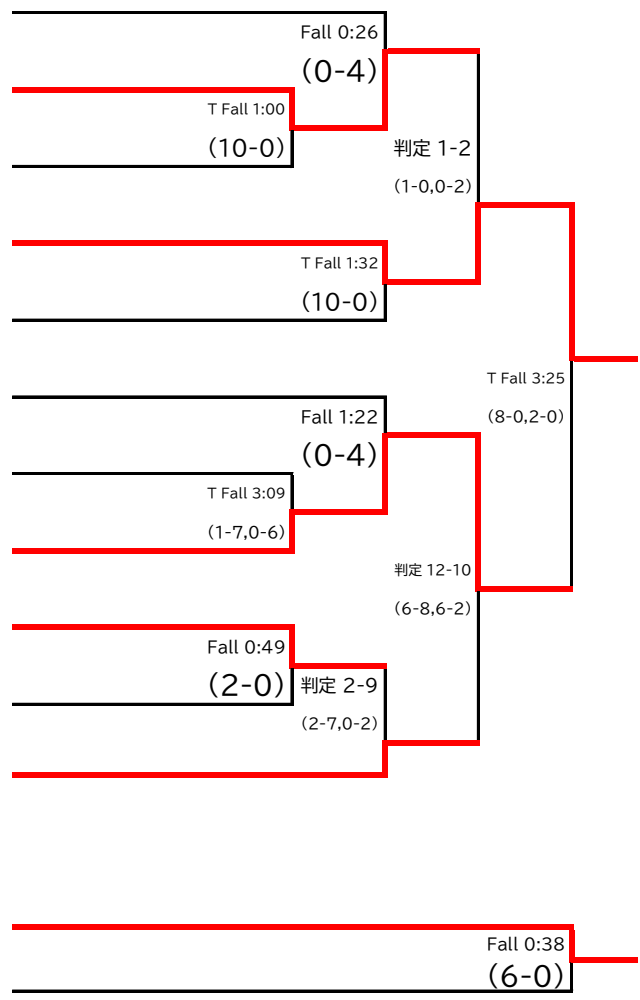 Fall 0:26
(0-4)
T Fall 1:00
(10-0)
判定 1-2
(1-0,0-2)
T Fall 1:32
(10-0)
T Fall 3:25
(8-0,2-0)
Fall 1:22
(0-4)
T Fall 3:09
(1-7,0-6)
判定 12-10
(6-8,6-2)
Fall 0:49
(2-0)
判定 2-9
(2-7,0-2)
Fall 0:38
(6-0)